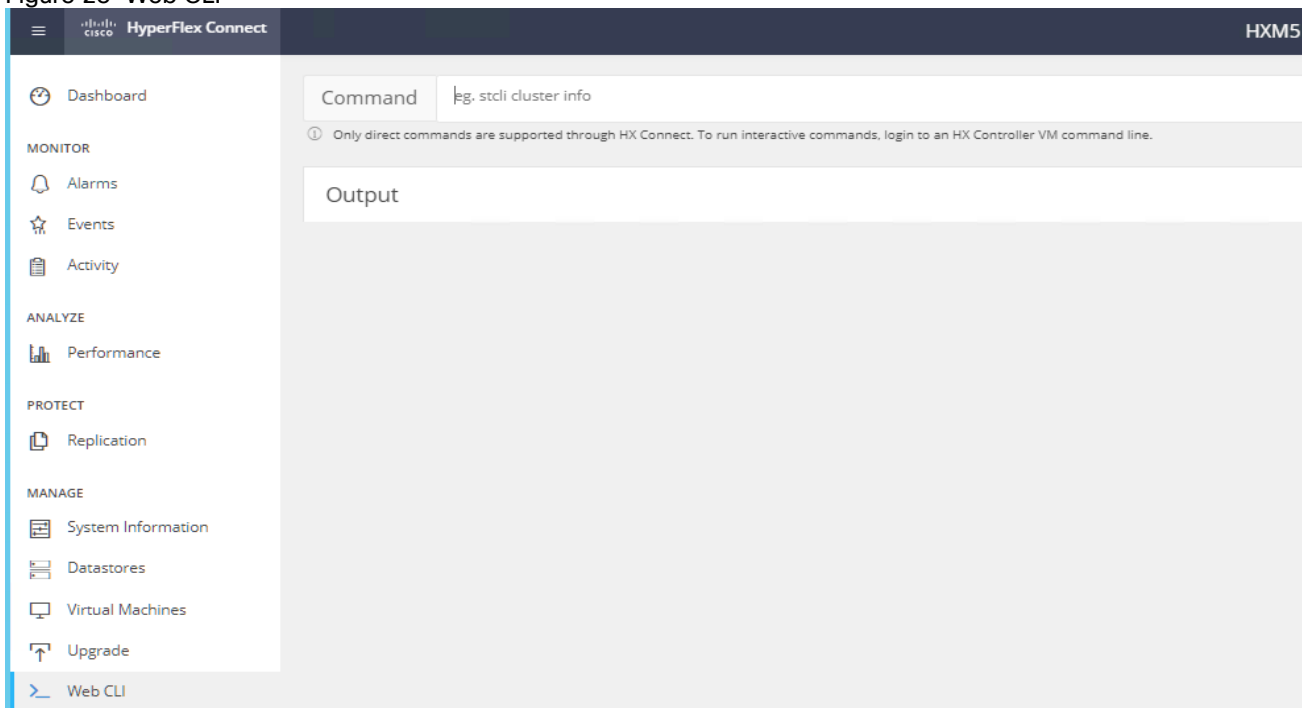 Figure 28 Web CLI
cisco HyperFlex Connect
HXM5
Dashboard
Command eg. stcli cluster info
Only direct commands are supported through HX Connect. To run interactive commands, login to an HX Controller VM command line.
MONITOR
Alarms
Output
Events
Activity
ANALYZE
Performance
PROTECT
Replication
MANAGE
System Information
Datastores
Virtual Machines
Upgrade
Web CLI